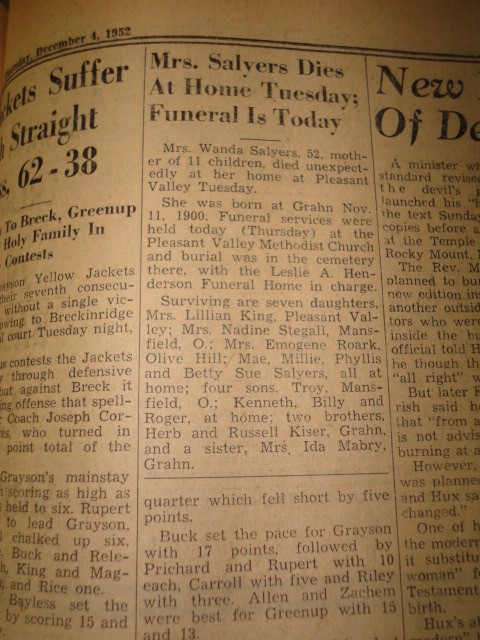 December 4, 1952
ckets Suffer
Straight
62-38
To Breck, Greenup
Holy Family In
Contests
Yellow Jackets
their seventh consecu-
without a single vic-
to Breckinridge
court Tuesday night,
contests the Jackets
through defensive
but against Breck it
offense that spell-
Coach Joseph Cor-
who turned in
point total of the
Grayson's mainstay
scoring as high as
held to six. Rupert
to lead Grayson,
chalked up six,
Buck and Rele-
King and Mag-
and Rice one.
Bayless set the
by scoring 15 and
Mrs. Salyers Dies
At Home Tuesday;
Funeral Is Today
Mrs. Wanda Salyers, 52, moth-
er of 11 children, died unexpect-
edly at her home at Pleasant
Valley Tuesday.
She was born at Grahn Nov.
11, 1900. Funeral services were
held today (Thursday) at the
Pleasant Valley Methodist Church
and burial was in the cemetery
there, with the Leslie A. Hen-
derson Funeral Home in charge.
Surviving are seven daughters,
Mrs. Lillian King, Pleasant Val-
ley; Mrs. Nadine Stegall, Mans-
field, O.; Mrs. Emogene Roark,
Olive Hill; Mae, Millie, Phyllis
and Betty Sue Salyers, all at
home; four sons, Troy, Mans-
field, O.; Kenneth, Billy and
Roger, at home; two brothers,
Herb and Russell Kiser, Grahn,
and a sister, Mrs. Ida Mabry,
Grahn.
quarter which fell short by five
points.
Buck set the pace for Grayson
with 17 points, followed by
Prichard and Rupert with 10
each, Carroll with five and Riley
with three. Allen and Zachem
were best for Greenup with 15
and 13.
New
Of De
A minister wh
standard revise
the devil's
launched his "
the text Sunday
copies before a
at the Temple
Rocky Mount,
The Rev. M
planned to bu
new edition ins
another outsid
tors who were
inside the bu
official told H
he though th
"all right" w
But later F
rish said he
that "from a
is not advis
burning at a
However,
was planned
and Hux sa
changed."
One of h
the modern
it substitu
woman" f
Testament
birth.
Hux's at